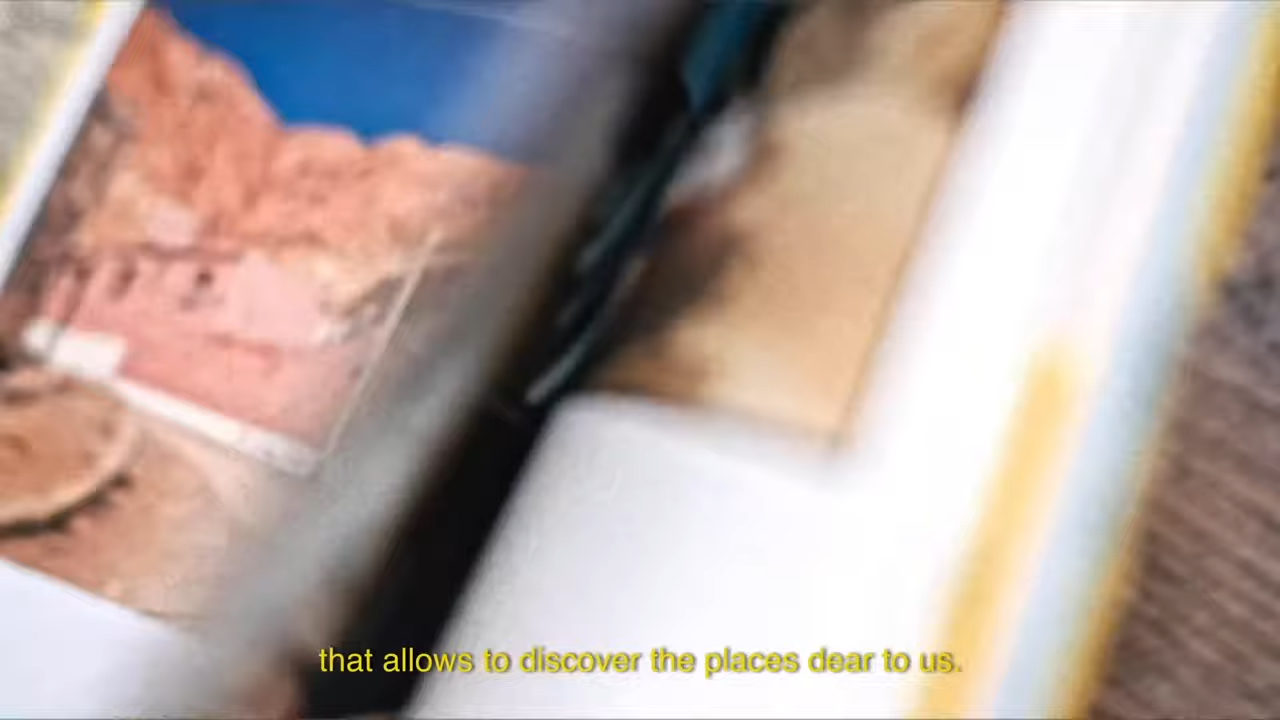 that allows to discover the places dear to us.